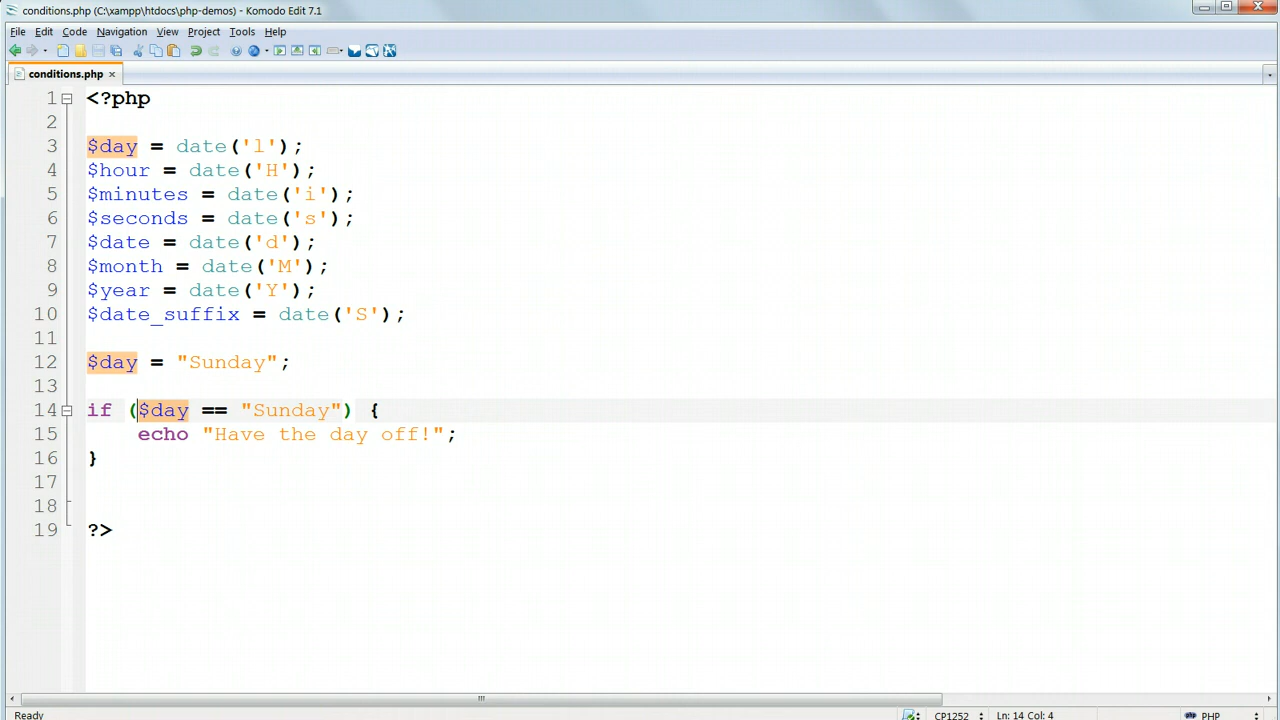 conditions.php (C:\xampp\htdocs\php-demos) - Komodo Edit 7.1
File Edit Code Navigation View Project Tools Help
conditions.php ×
1 <?php
2
3 $day = date('l');
4 $hour = date('H');
5 $minutes = date('i');
6 $seconds = date('s');
7 $date = date('d');
8 $month = date('M');
9 $year = date('Y');
10 $date_suffix = date('S');
11
12 $day = "Sunday";
13
14 if ($day == "Sunday") {
15 echo "Have the day off!";
16 }
17
18
19 ?>
Ready CP1252 Ln: 14 Col: 4 PHP